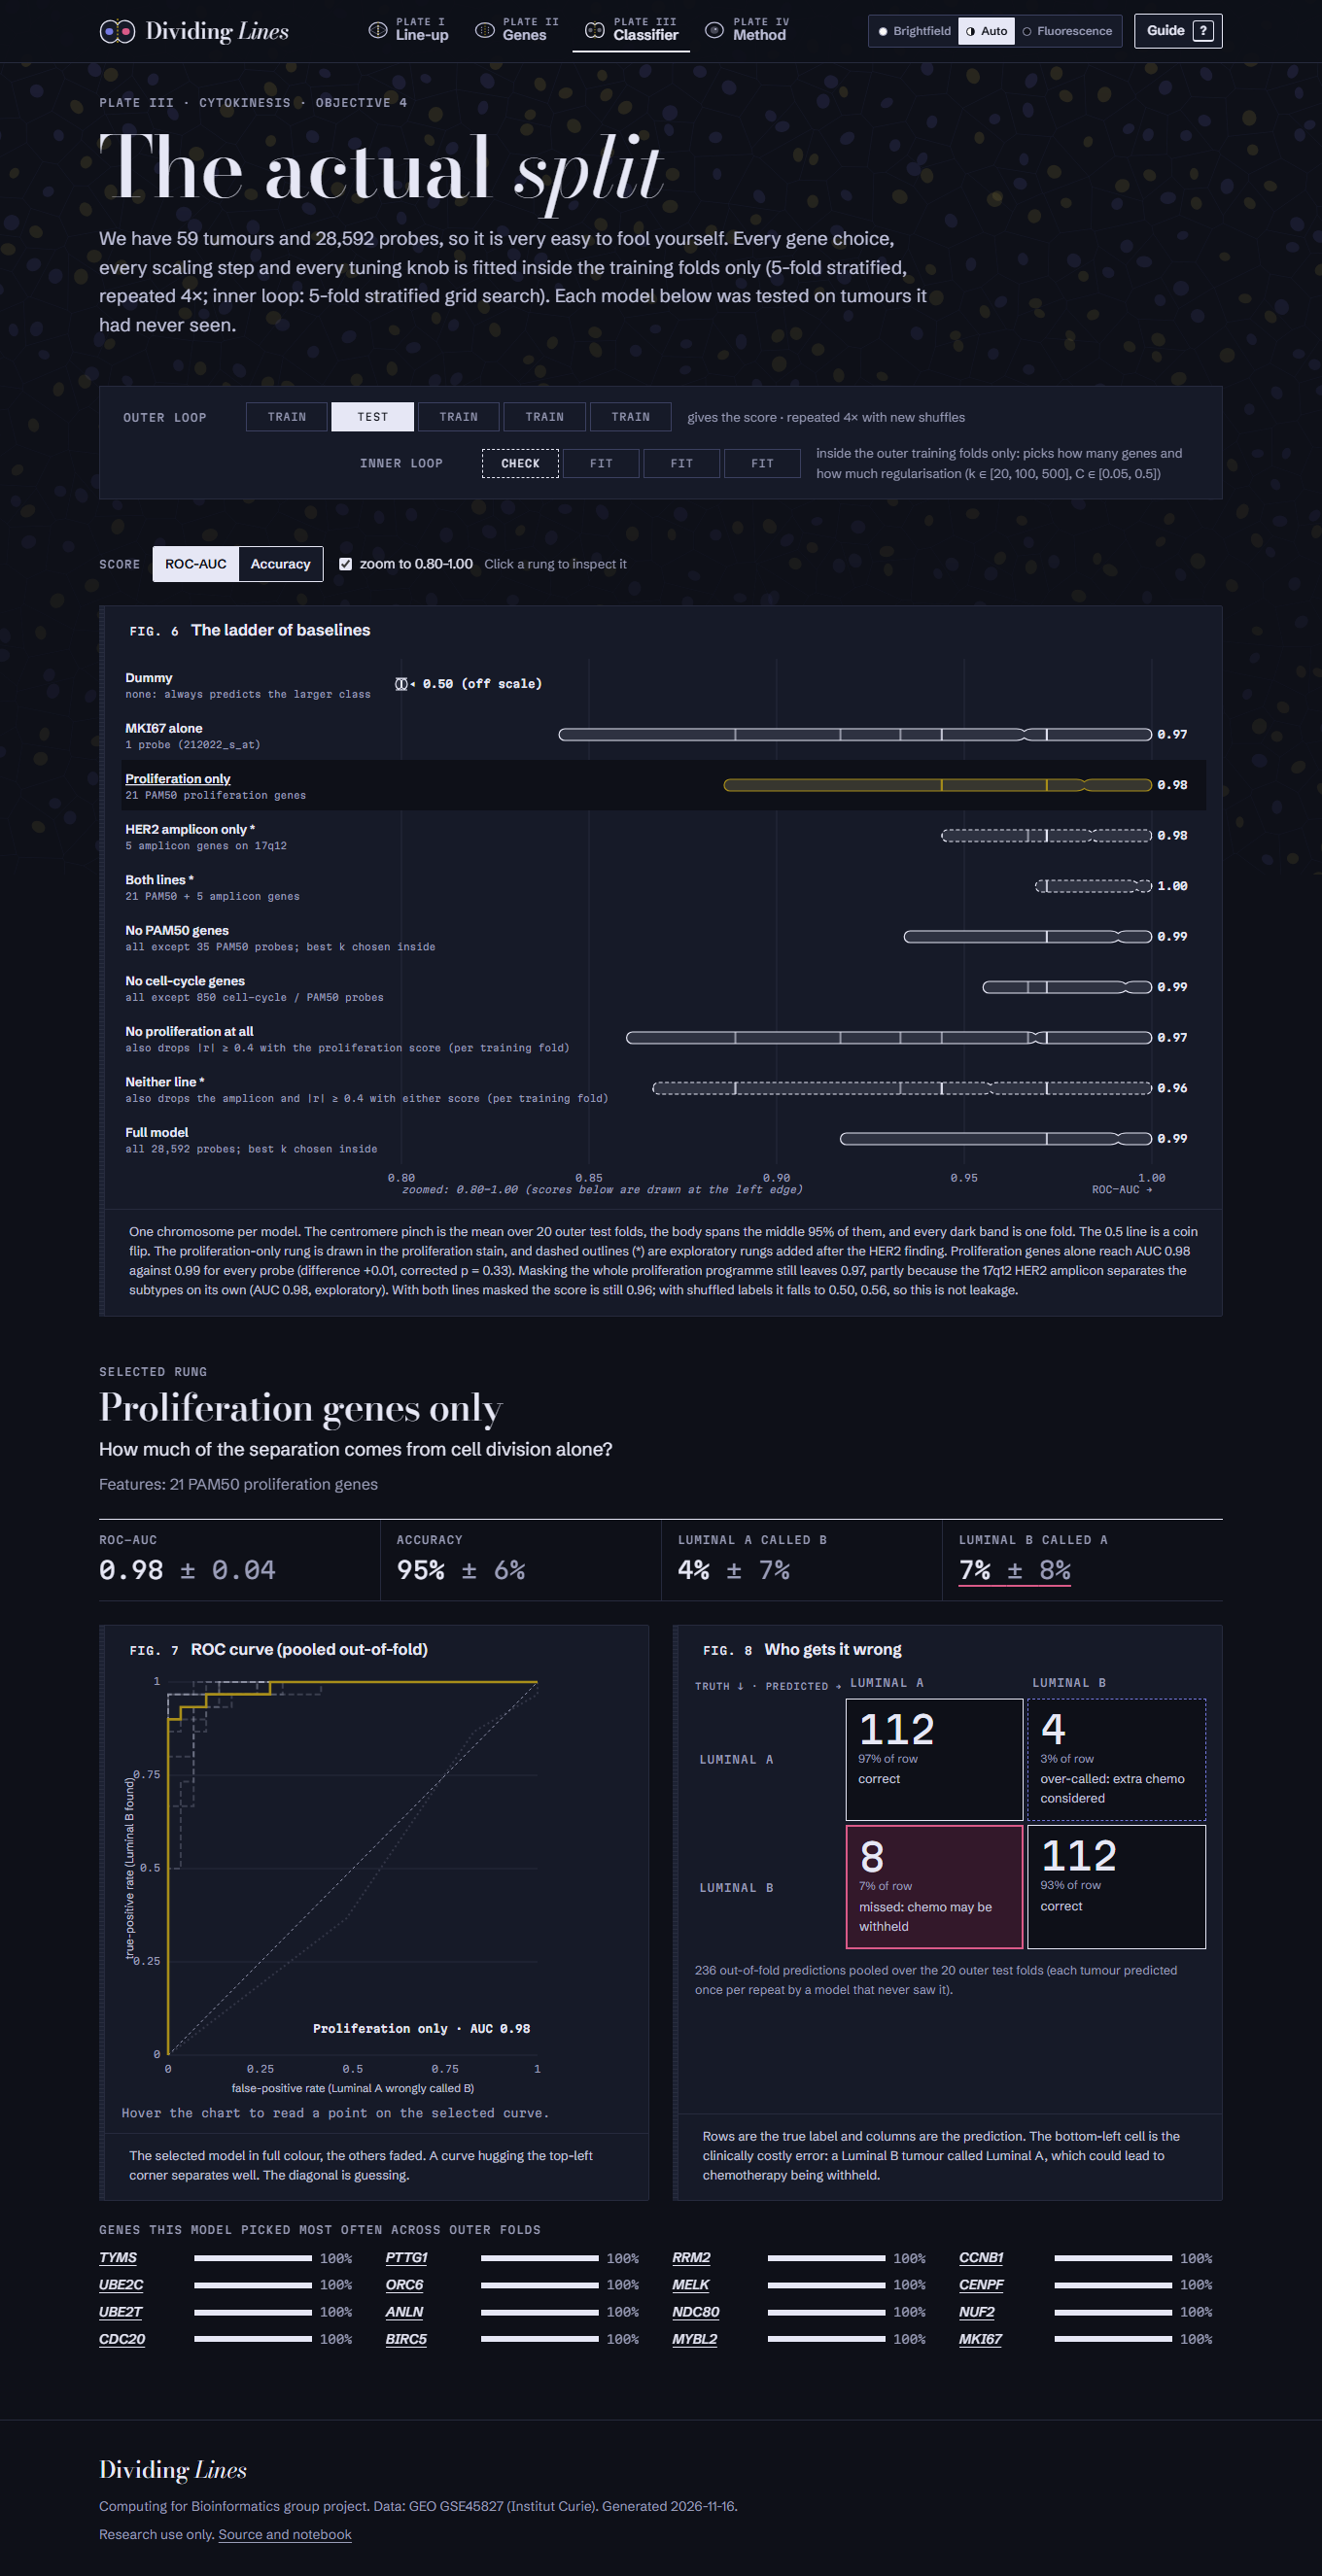 Dividing Lines
PLATE I
Line-up
PLATE II
Genes
PLATE III
Classifier
PLATE IV
Method
Brightfield
Auto
Fluorescence
Guide ?
PLATE III · CYTOKINESIS · OBJECTIVE 4
The actual split
We have 59 tumours and 28,592 probes, so it is very easy to fool yourself. Every gene choice,
every scaling step and every tuning knob is fitted inside the training folds only (5-fold stratified,
repeated 4×; inner loop: 5-fold stratified grid search). Each model below was tested on tumours it
had never seen.
OUTER LOOP TRAIN TEST TRAIN TRAIN TRAIN gives the score · repeated 4× with new shuffles
INNER LOOP CHECK FIT FIT FIT
inside the outer training folds only: picks how many genes and
how much regularisation (k ∈ [20, 100, 500], C ∈ [0.05, 0.5])
SCORE ROC-AUC Accuracy zoom to 0.80–1.00 Click a rung to inspect it
FIG. 6 The ladder of baselines
Dummy
none: always predicts the larger class
◂ 0.50 (off scale)
MKI67 alone
1 probe (212022_s_at)
0.97
Proliferation only
21 PAM50 proliferation genes
0.98
HER2 amplicon only *
5 amplicon genes on 17q12
0.98
Both lines *
21 PAM50 + 5 amplicon genes
1.00
No PAM50 genes
all except 35 PAM50 probes; best k chosen inside
0.99
No cell-cycle genes
all except 850 cell-cycle / PAM50 probes
0.99
No proliferation at all
also drops |r| ≥ 0.4 with the proliferation score (per training fold)
0.97
Neither line *
also drops the amplicon and |r| ≥ 0.4 with either score (per training fold)
0.96
Full model
all 28,592 probes; best k chosen inside
0.99
0.80 0.85 0.90 0.95 1.00
zoomed: 0.80–1.00 (scores below are drawn at the left edge) ROC-AUC →
One chromosome per model. The centromere pinch is the mean over 20 outer test folds, the body spans the middle 95% of them, and every dark band is one fold. The 0.5 line is a coin
flip. The proliferation-only rung is drawn in the proliferation stain, and dashed outlines (*) are exploratory rungs added after the HER2 finding. Proliferation genes alone reach AUC 0.98
against 0.99 for every probe (difference +0.01, corrected p = 0.33). Masking the whole proliferation programme still leaves 0.97, partly because the 17q12 HER2 amplicon separates the
subtypes on its own (AUC 0.98, exploratory). With both lines masked the score is still 0.96; with shuffled labels it falls to 0.50, 0.56, so this is not leakage.
SELECTED RUNG
Proliferation genes only
How much of the separation comes from cell division alone?
Features: 21 PAM50 proliferation genes
ROC-AUC
0.98 ± 0.04
ACCURACY
95% ± 6%
LUMINAL A CALLED B
4% ± 7%
LUMINAL B CALLED A
7% ± 8%
FIG. 7 ROC curve (pooled out-of-fold)
true-positive rate (Luminal B found)
1
0.75
0.5
0.25
0
Proliferation only · AUC 0.98
0 0.25 0.5 0.75 1
false-positive rate (Luminal A wrongly called B)
Hover the chart to read a point on the selected curve.
The selected model in full colour, the others faded. A curve hugging the top-left
corner separates well. The diagonal is guessing.
FIG. 8 Who gets it wrong
TRUTH ↓ · PREDICTED → LUMINAL A LUMINAL B
LUMINAL A
112
97% of row
correct
4
3% of row
over-called: extra chemo
considered
LUMINAL B
8
7% of row
missed: chemo may be
withheld
112
93% of row
correct
236 out-of-fold predictions pooled over the 20 outer test folds (each tumour predicted
once per repeat by a model that never saw it).
Rows are the true label and columns are the prediction. The bottom-left cell is the
clinically costly error: a Luminal B tumour called Luminal A, which could lead to
chemotherapy being withheld.
GENES THIS MODEL PICKED MOST OFTEN ACROSS OUTER FOLDS
TYMS 100% PTTG1 100% RRM2 100% CCNB1 100%
UBE2C 100% ORC6 100% MELK 100% CENPF 100%
UBE2T 100% ANLN 100% NDC80 100% NUF2 100%
CDC20 100% BIRC5 100% MYBL2 100% MKI67 100%
Dividing Lines
Computing for Bioinformatics group project. Data: GEO GSE45827 (Institut Curie). Generated 2026-11-16.
Research use only. Source and notebook